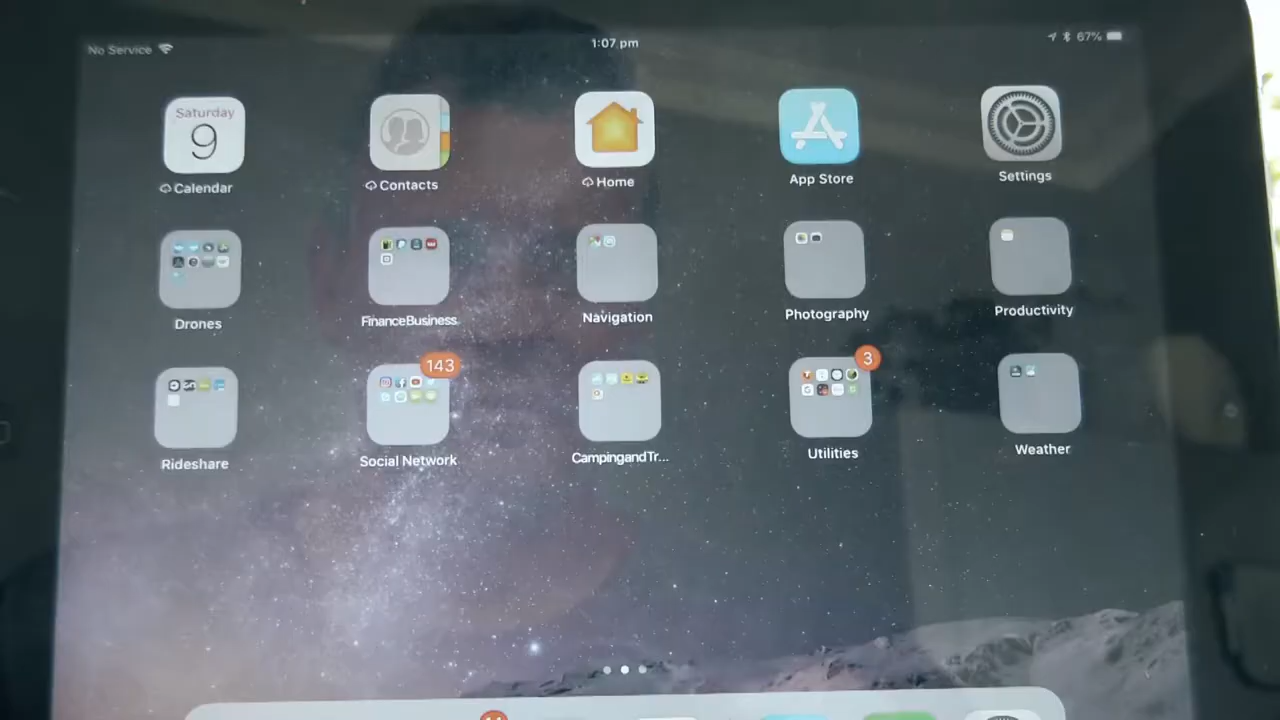 No Service
1:07 pm
67%
Saturday
9
Calendar
Contacts
Home
App Store
Settings
Drones
FinanceBusiness
Navigation
Photography
Productivity
143
3
Rideshare
Social Network
CampingandTr...
Utilities
Weather